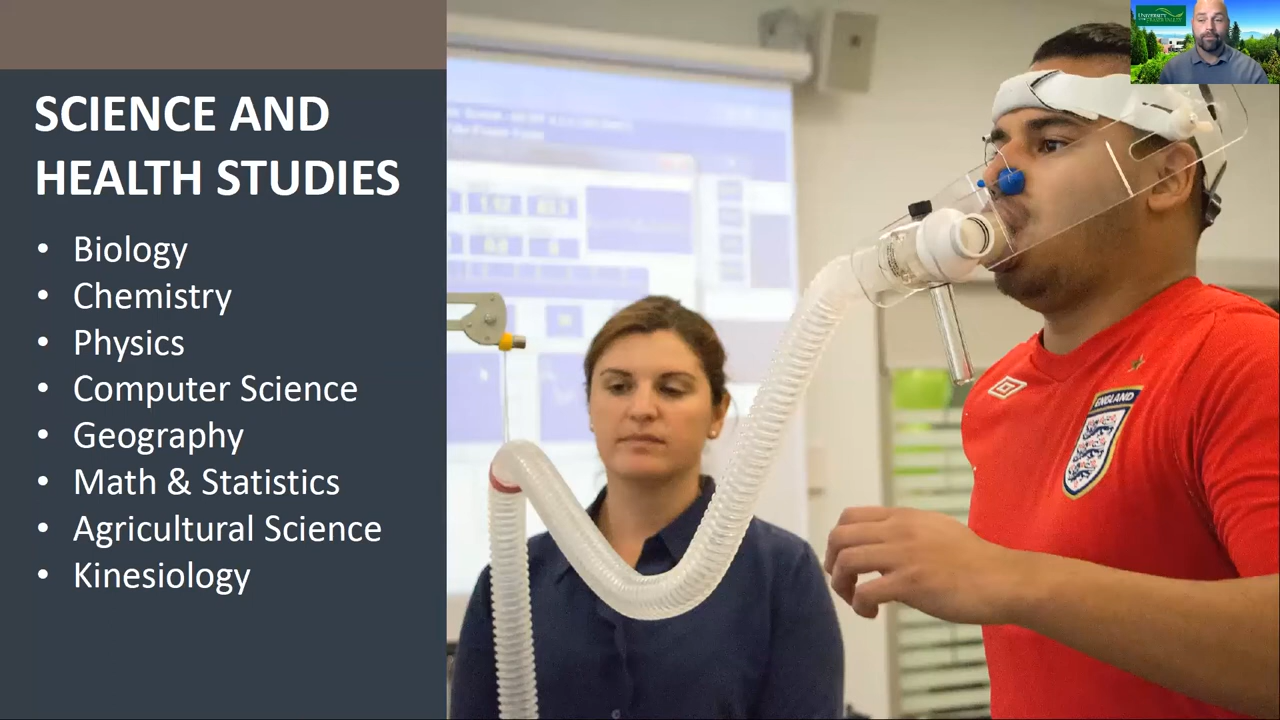 SCIENCE AND
HEALTH STUDIES
• Biology
• Chemistry
• Physics
• Computer Science
• Geography
• Math & Statistics
• Agricultural Science
• Kinesiology
ENGLAND